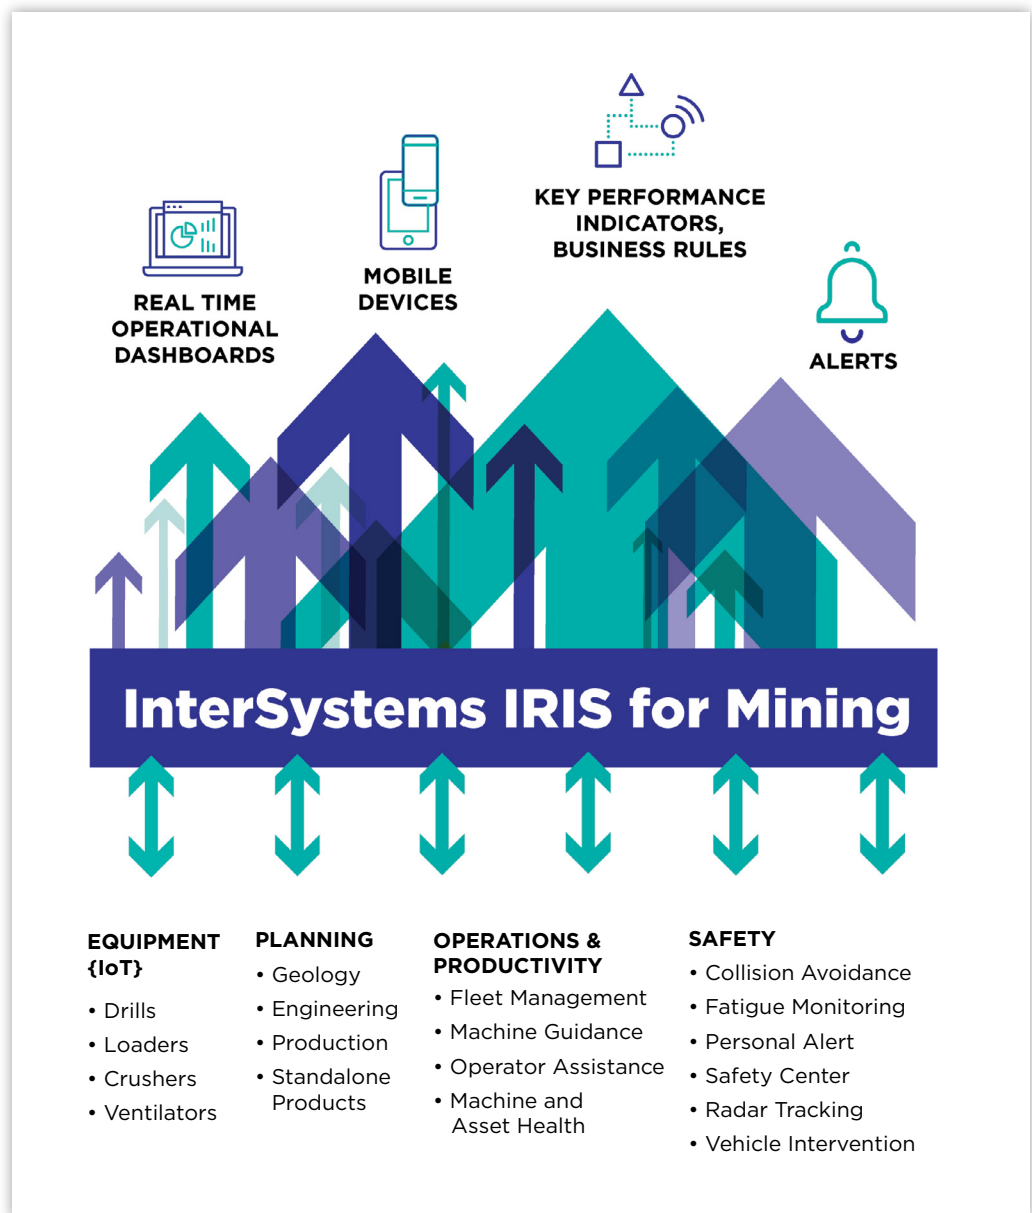 REAL TIME
OPERATIONAL
DASHBOARDS
MOBILE
DEVICES
KEY PERFORMANCE
INDICATORS,
BUSINESS RULES
ALERTS
InterSystems IRIS for Mining
EQUIPMENT
{IoT}
• Drills
• Loaders
• Crushers
• Ventilators
PLANNING
• Geology
• Engineering
• Production
• Standalone
Products
OPERATIONS &
PRODUCTIVITY
• Fleet Management
• Machine Guidance
• Operator Assistance
• Machine and
Asset Health
SAFETY
• Collision Avoidance
• Fatigue Monitoring
• Personal Alert
• Safety Center
• Radar Tracking
• Vehicle Intervention